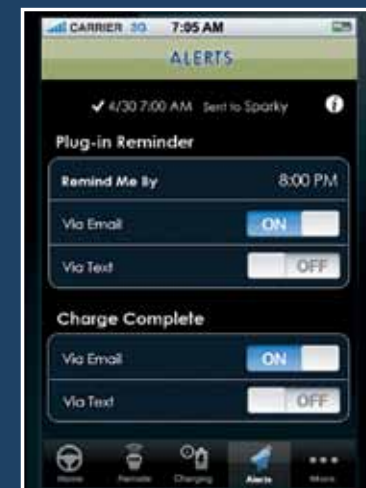 CARRIER 3G 7:05 AM
ALERTS
✔ 4/30 7:00 AM Sent to Sparky i
Plug-in Reminder
Remind Me By 8:00 PM
Via Email ON
Via Text OFF
Charge Complete
Via Email ON
Via Text OFF
Home Remote Charging Alerts More